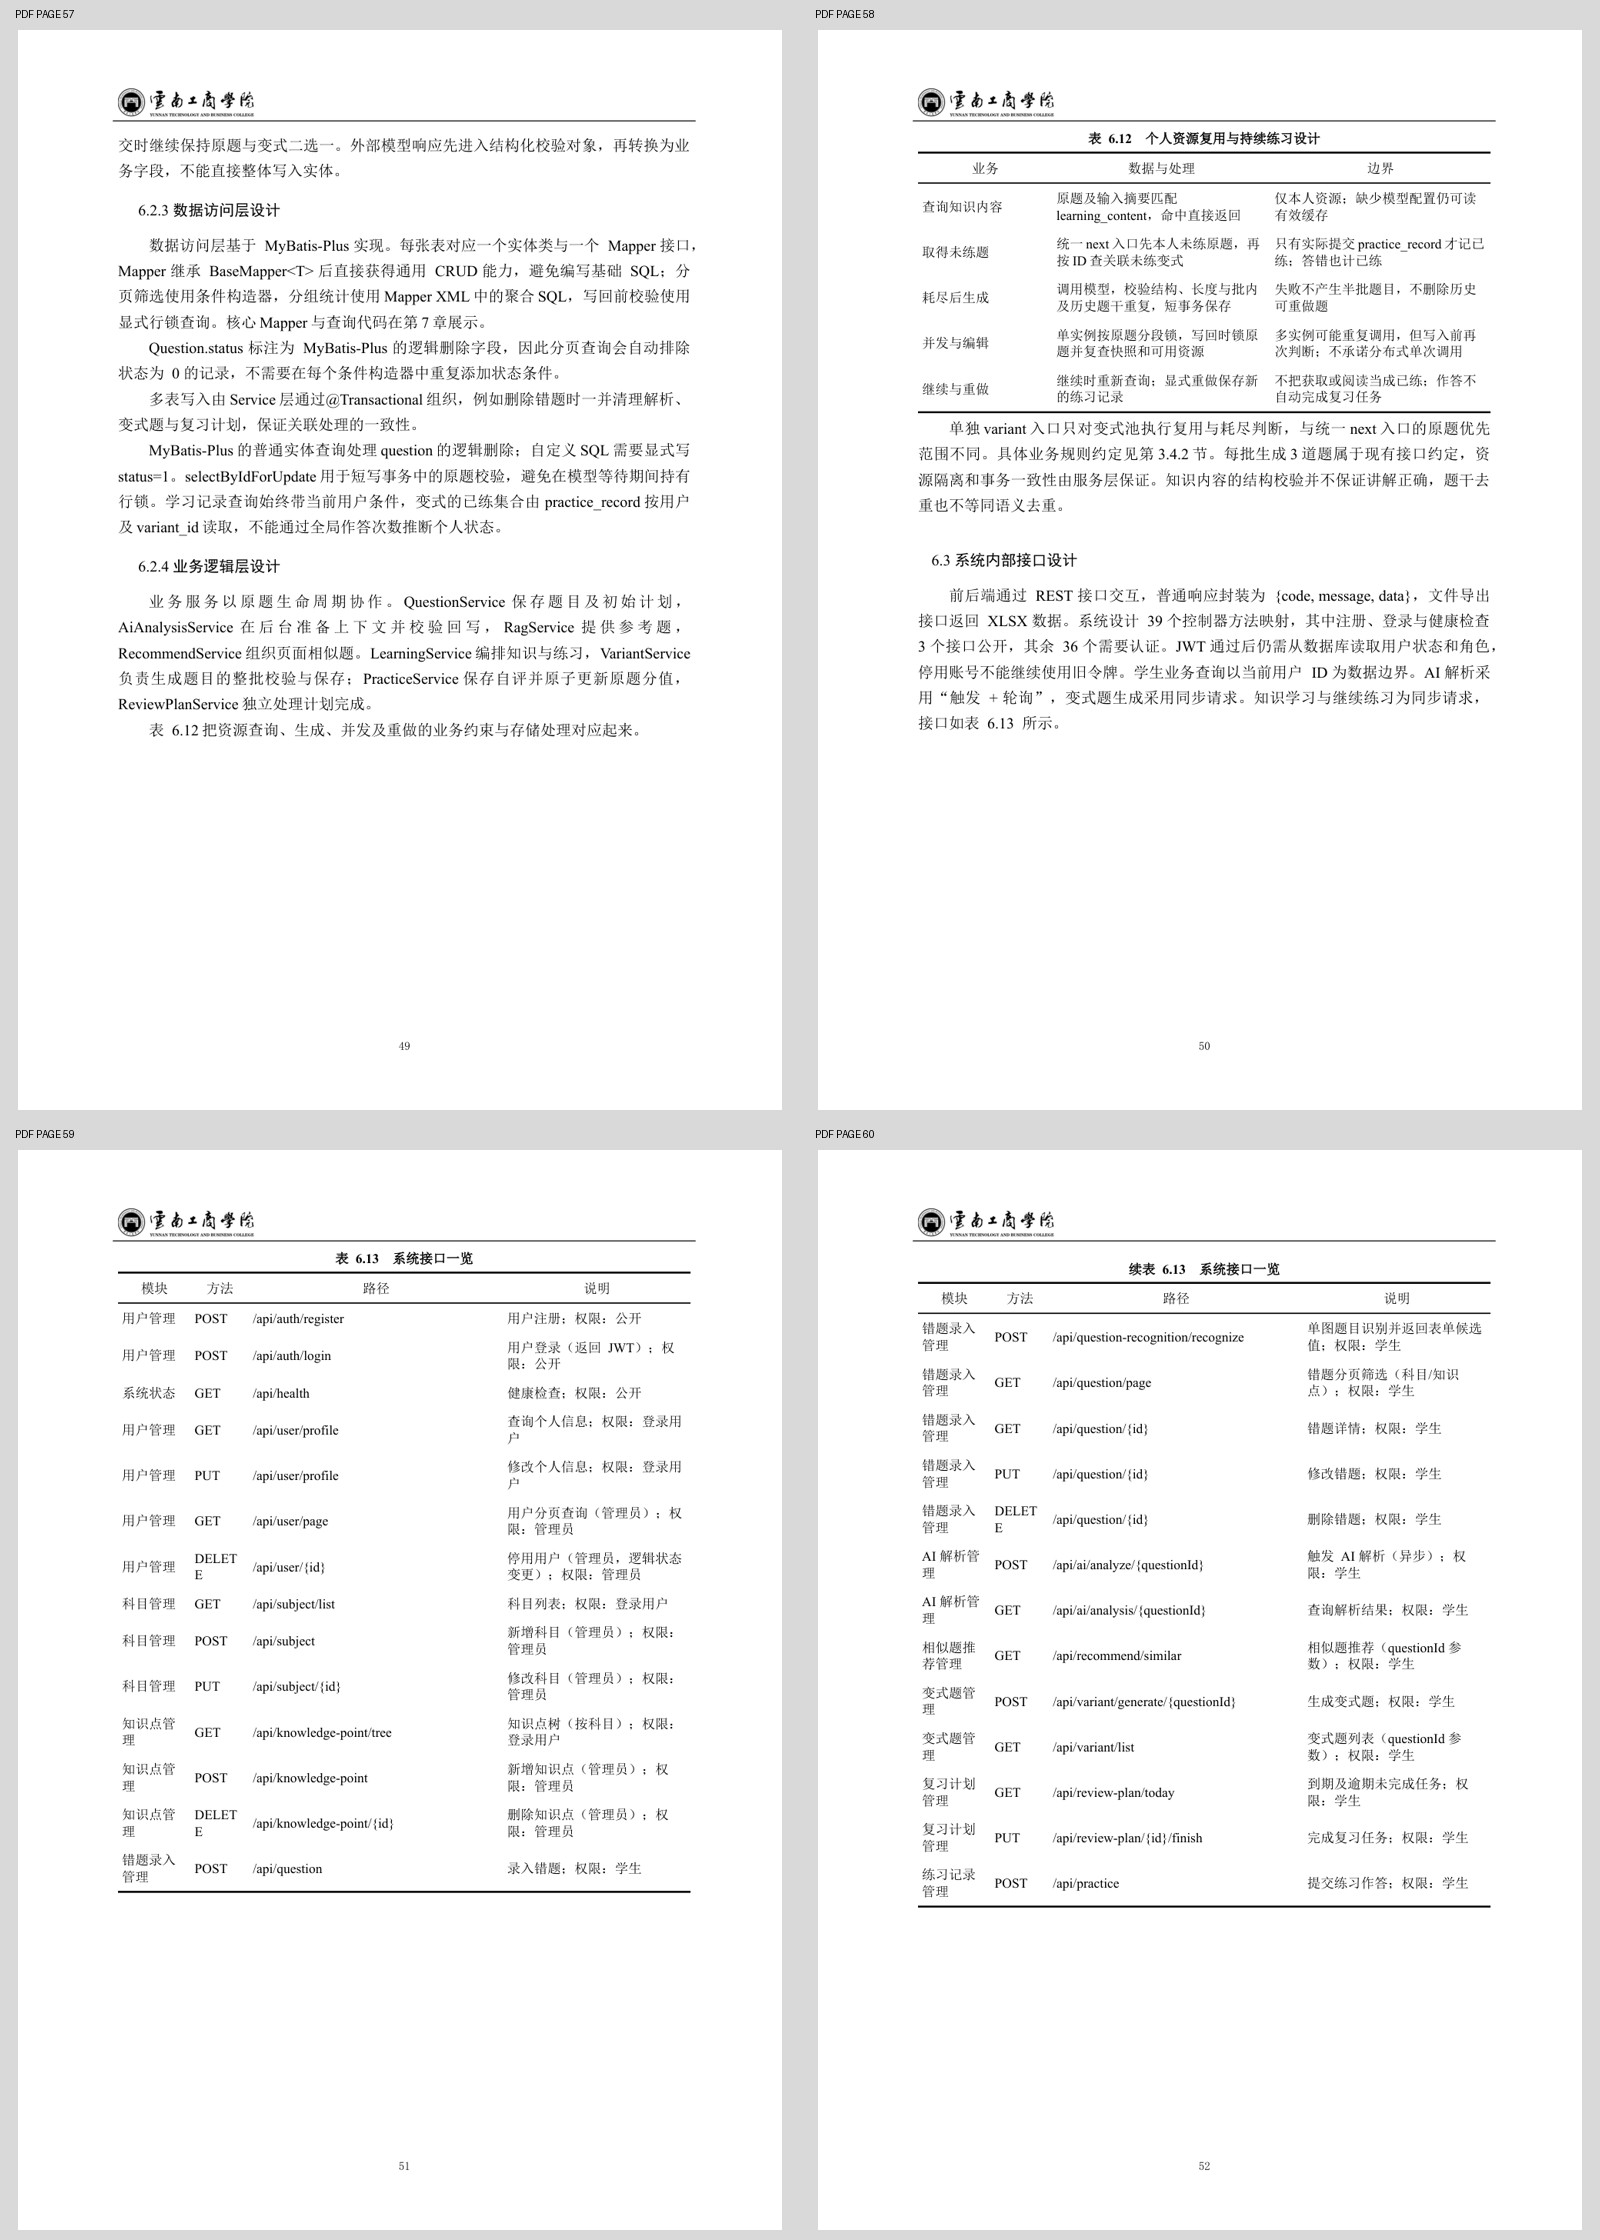 PDF PAGE 57
雲南工商學院
YUNNAN TECHNOLOGY AND BUSINESS COLLEGE
交时继续保持原题与变式二选一。外部模型响应先进入结构化校验对象，再转换为业
务字段，不能直接整体写入实体。
6.2.3 数据访问层设计
数据访问层基于 MyBatis-Plus 实现。每张表对应一个实体类与一个 Mapper 接口，
Mapper 继承 BaseMapper<T> 后直接获得通用 CRUD 能力，避免编写基础 SQL；分
页筛选使用条件构造器，分组统计使用 Mapper XML 中的聚合 SQL，写回前校验使用
显式行锁查询。核心 Mapper 与查询代码在第 7 章展示。
Question.status 标注为 MyBatis-Plus 的逻辑删除字段，因此分页查询会自动排除
状态为 0 的记录，不需要在每个条件构造器中重复添加状态条件。
多表写入由 Service 层通过@Transactional 组织，例如删除错题时一并清理解析、
变式题与复习计划，保证关联处理的一致性。
MyBatis-Plus 的普通实体查询处理 question 的逻辑删除；自定义 SQL 需要显式写
status=1。selectByIdForUpdate 用于短写事务中的原题校验，避免在模型等待期间持有
行锁。学习记录查询始终带当前用户条件，变式的已练集合由 practice_record 按用户
及 variant_id 读取，不能通过全局作答次数推断个人状态。
6.2.4 业务逻辑层设计
业务服务以原题生命周期协作。QuestionService 保存题目及初始计划，
AiAnalysisService 在后台准备上下文并校验回写，RagService 提供参考题，
RecommendService 组织页面相似题。LearningService 编排知识与练习，VariantService
负责生成题目的整批校验与保存；PracticeService 保存自评并原子更新原题分值，
ReviewPlanService 独立处理计划完成。
表 6.12 把资源查询、生成、并发及重做的业务约束与存储处理对应起来。
49
PDF PAGE 58
雲南工商學院
YUNNAN TECHNOLOGY AND BUSINESS COLLEGE
表 6.12 个人资源复用与持续练习设计
业务 数据与处理 边界
查询知识内容 原题及输入摘要匹配 learning_content，命中直接返回 仅本人资源；缺少模型配置仍可读有效缓存
取得未练题 统一 next 入口先本人未练原题，再按 ID 查关联未练变式 只有实际提交 practice_record 才记已练；答错也计已练
耗尽后生成 调用模型，校验结构、长度与批内及历史题干重复，短事务保存 失败不产生半批题目，不删除历史可重做题
并发与编辑 单实例按原题分段锁，写回时锁原题并复查快照和可用资源 多实例可能重复调用，但写入前再次判断；不承诺分布式单次调用
继续与重做 继续时重新查询；显式重做保存新的练习记录 不把获取或阅读当成已练；作答不自动完成复习任务
单独 variant 入口只对变式池执行复用与耗尽判断，与统一 next 入口的原题优先
范围不同。具体业务规则约定见第 3.4.2 节。每批生成 3 道题属于现有接口约定，资
源隔离和事务一致性由服务层保证。知识内容的结构校验并不保证讲解正确，题干去
重也不等同语义去重。
6.3 系统内部接口设计
前后端通过 REST 接口交互，普通响应封装为 {code, message, data}，文件导出
接口返回 XLSX 数据。系统设计 39 个控制器方法映射，其中注册、登录与健康检查
3 个接口公开，其余 36 个需要认证。JWT 通过后仍需从数据库读取用户状态和角色，
停用账号不能继续使用旧令牌。学生业务查询以当前用户 ID 为数据边界。AI 解析采
用“触发 + 轮询”，变式题生成采用同步请求。知识学习与继续练习为同步请求，
接口如表 6.13 所示。
50
PDF PAGE 59
雲南工商學院
YUNNAN TECHNOLOGY AND BUSINESS COLLEGE
表 6.13 系统接口一览
模块 方法 路径 说明
用户管理 POST /api/auth/register 用户注册；权限：公开
用户管理 POST /api/auth/login 用户登录（返回 JWT）；权限：公开
系统状态 GET /api/health 健康检查；权限：公开
用户管理 GET /api/user/profile 查询个人信息；权限：登录用户
用户管理 PUT /api/user/profile 修改个人信息；权限：登录用户
用户管理 GET /api/user/page 用户分页查询（管理员）；权限：管理员
用户管理 DELETE /api/user/{id} 停用用户（管理员，逻辑状态变更）；权限：管理员
科目管理 GET /api/subject/list 科目列表；权限：登录用户
科目管理 POST /api/subject 新增科目（管理员）；权限：管理员
科目管理 PUT /api/subject/{id} 修改科目（管理员）；权限：管理员
知识点管理 GET /api/knowledge-point/tree 知识点树（按科目）；权限：登录用户
知识点管理 POST /api/knowledge-point 新增知识点（管理员）；权限：管理员
知识点管理 DELETE /api/knowledge-point/{id} 删除知识点（管理员）；权限：管理员
错题录入管理 POST /api/question 录入错题；权限：学生
51
PDF PAGE 60
雲南工商學院
YUNNAN TECHNOLOGY AND BUSINESS COLLEGE
续表 6.13 系统接口一览
模块 方法 路径 说明
错题录入管理 POST /api/question-recognition/recognize 单图题目识别并返回表单候选值；权限：学生
错题录入管理 GET /api/question/page 错题分页筛选（科目/知识点）；权限：学生
错题录入管理 GET /api/question/{id} 错题详情；权限：学生
错题录入管理 PUT /api/question/{id} 修改错题；权限：学生
错题录入管理 DELETE /api/question/{id} 删除错题；权限：学生
AI 解析管理 POST /api/ai/analyze/{questionId} 触发 AI 解析（异步）；权限：学生
AI 解析管理 GET /api/ai/analysis/{questionId} 查询解析结果；权限：学生
相似题推荐管理 GET /api/recommend/similar 相似题推荐（questionId 参数）；权限：学生
变式题管理 POST /api/variant/generate/{questionId} 生成变式题；权限：学生
变式题管理 GET /api/variant/list 变式题列表（questionId 参数）；权限：学生
复习计划管理 GET /api/review-plan/today 到期及逾期未完成任务；权限：学生
复习计划管理 PUT /api/review-plan/{id}/finish 完成复习任务；权限：学生
练习记录管理 POST /api/practice 提交练习作答；权限：学生
52